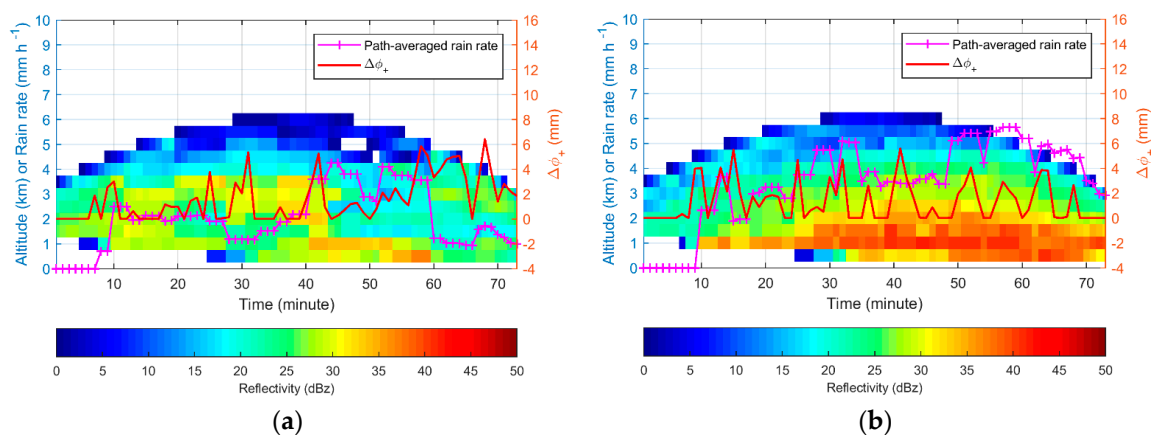 10
9
8
7
6
5
4
3
2
1
0
Altitude (km) or Rain rate (mm h⁻¹)
16
14
12
10
8
6
4
2
0
-2
-4
Δϕ₊ (mm)
Path-averaged rain rate
Δϕ₊
10 20 30 40 50 60 70
Time (minute)
0 5 10 15 20 25 30 35 40 45 50
Reflectivity (dBz)
(a)
10
9
8
7
6
5
4
3
2
1
0
Altitude (km) or Rain rate (mm h⁻¹)
16
14
12
10
8
6
4
2
0
-2
-4
Δϕ₊ (mm)
Path-averaged rain rate
Δϕ₊
10 20 30 40 50 60 70
Time (minute)
0 5 10 15 20 25 30 35 40 45 50
Reflectivity (dBz)
(b)